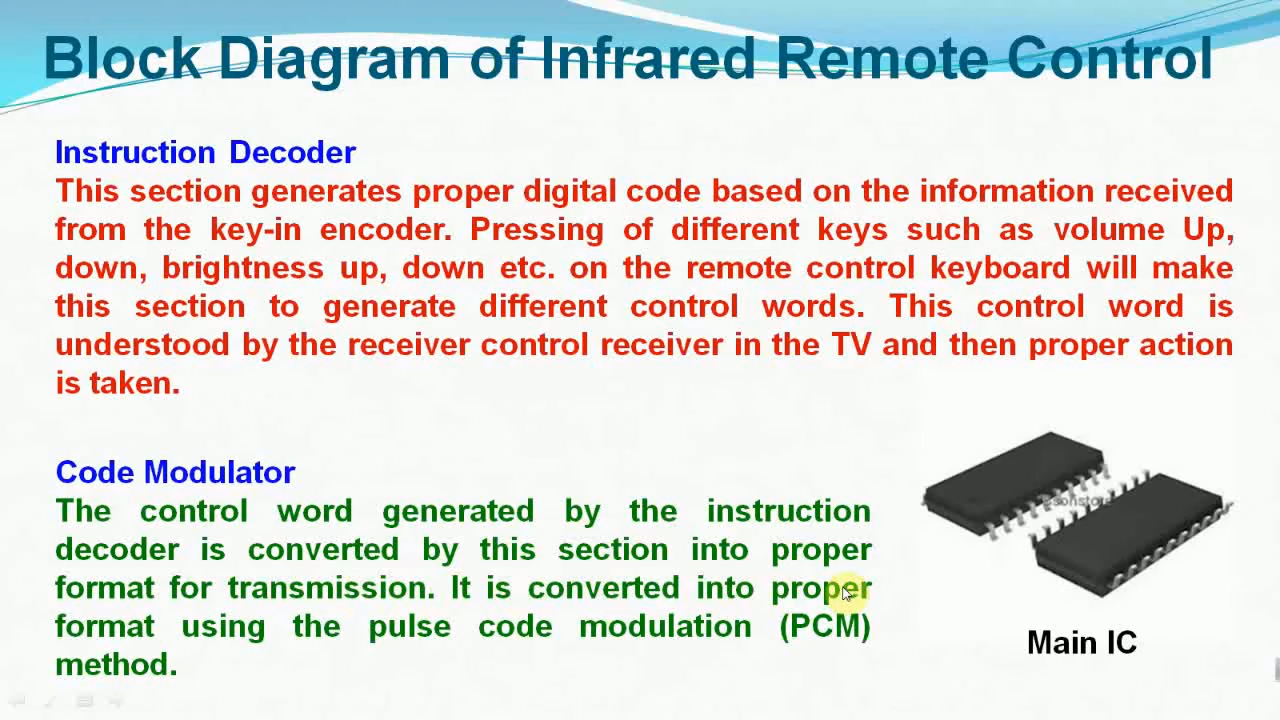 Block Diagram of Infrared Remote Control
Instruction Decoder
This section generates proper digital code based on the information received
from the key-in encoder. Pressing of different keys such as volume Up,
down, brightness up, down etc. on the remote control keyboard will make
this section to generate different control words. This control word is
understood by the receiver control receiver in the TV and then proper action
is taken.
Code Modulator
The control word generated by the instruction
decoder is converted by this section into proper
format for transmission. It is converted into proper
format using the pulse code modulation (PCM)
method.
Main IC